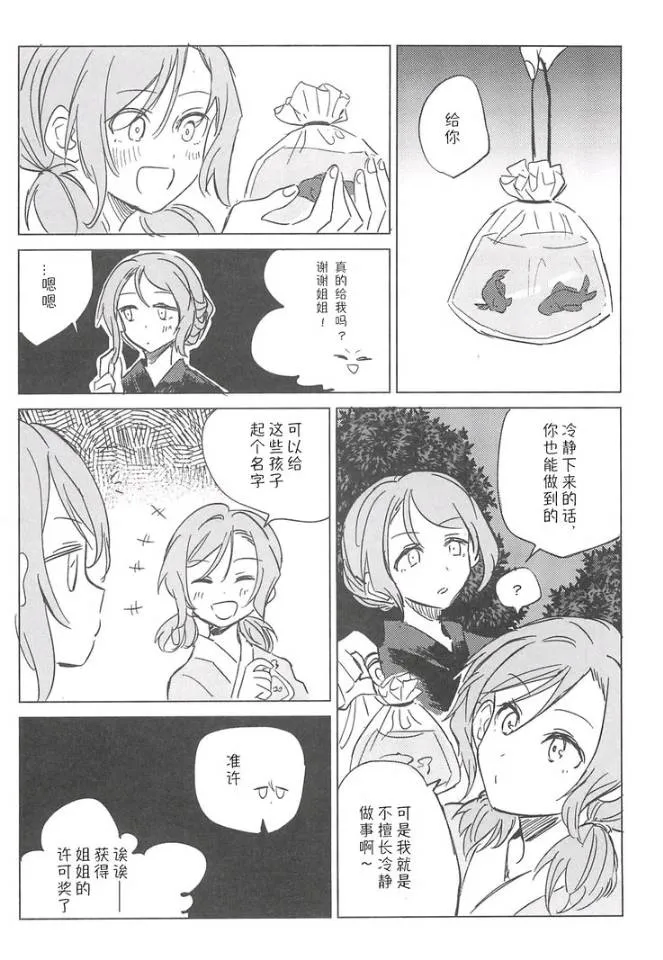 给你
真的给我吗？
谢谢姐姐！
…嗯嗯
冷静下来的话，
你也能做到的
？
可是我就是
不擅长冷静
做事啊～
可以给
这些孩子
起个名字
准许
诶诶——
获得
姐姐的
许可奖了